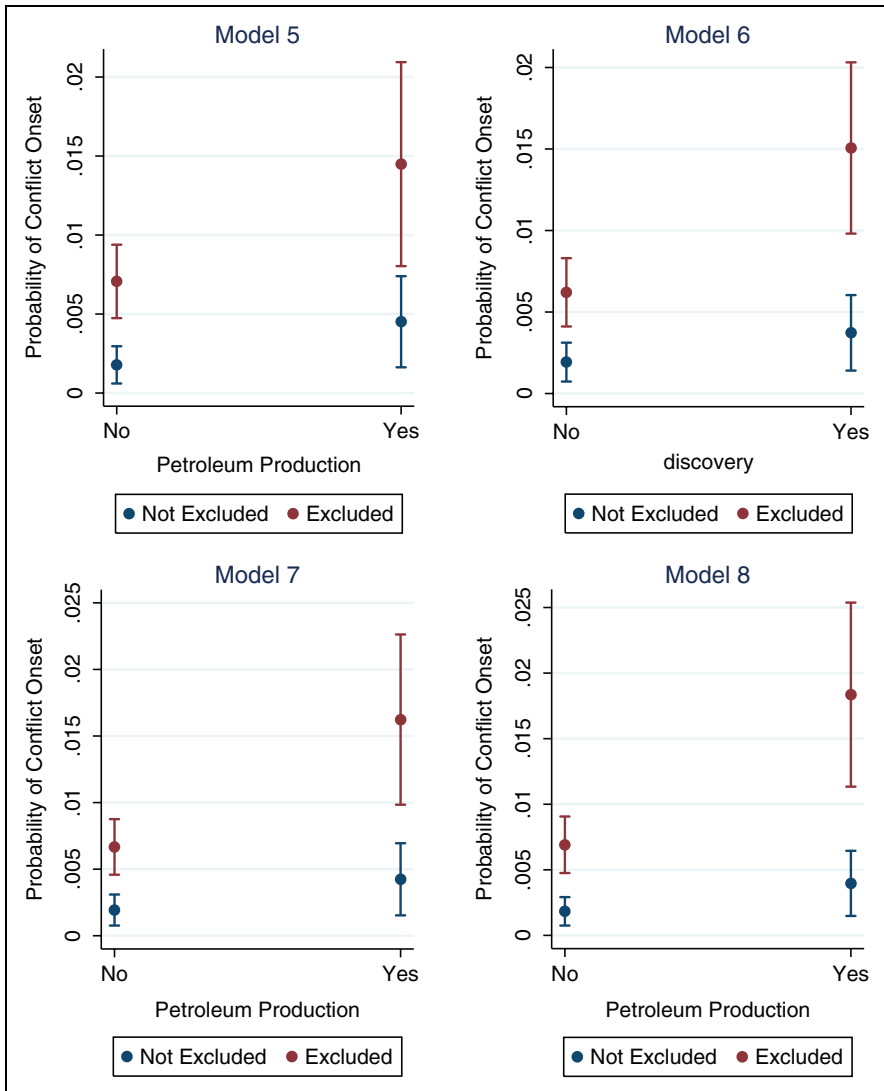 Model 5
Probability of Conflict Onset
.02
.015
.01
.005
0
No Yes
Petroleum Production
Not Excluded Excluded
Model 6
Probability of Conflict Onset
.02
.015
.01
.005
0
No Yes
discovery
Not Excluded Excluded
Model 7
Probability of Conflict Onset
.025
.02
.015
.01
.005
0
No Yes
Petroleum Production
Not Excluded Excluded
Model 8
Probability of Conflict Onset
.025
.02
.015
.01
.005
0
No Yes
Petroleum Production
Not Excluded Excluded